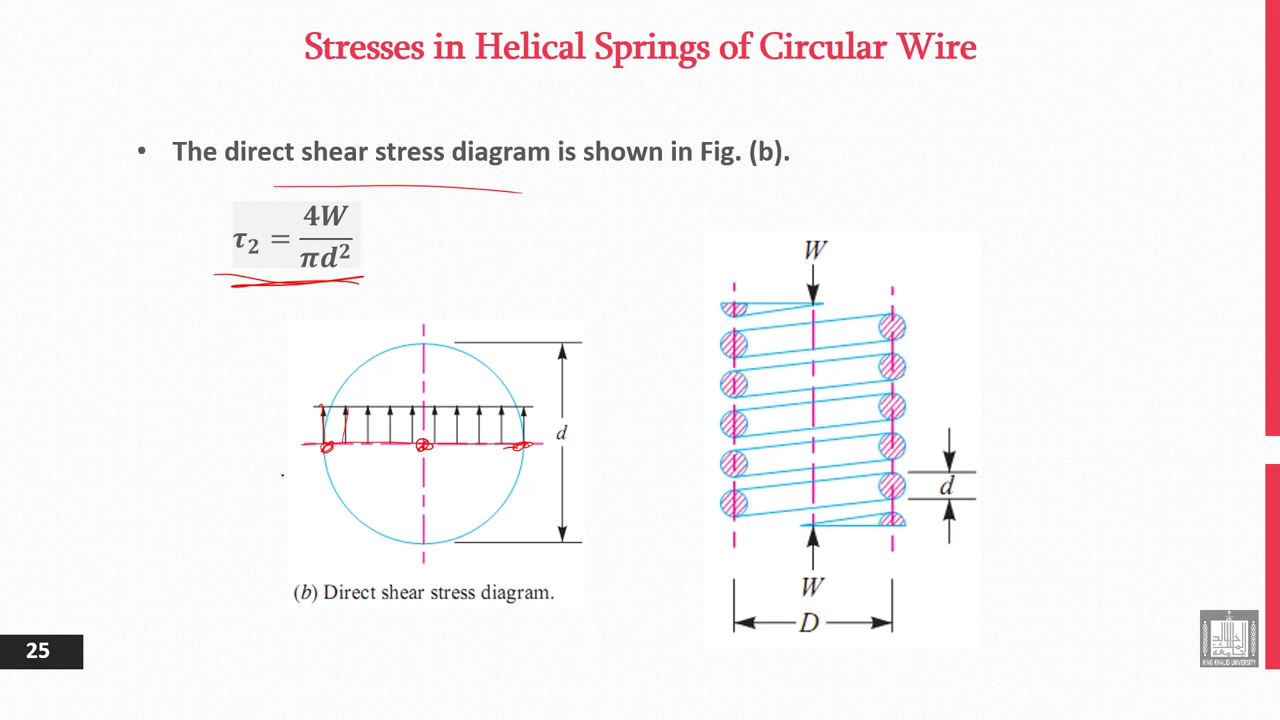 Stresses in Helical Springs of Circular Wire
• The direct shear stress diagram is shown in Fig. (b).
τ₂ = 4W / πd²
W
d
d
(b) Direct shear stress diagram.
W
D
25
KING KHALID UNIVERSITY